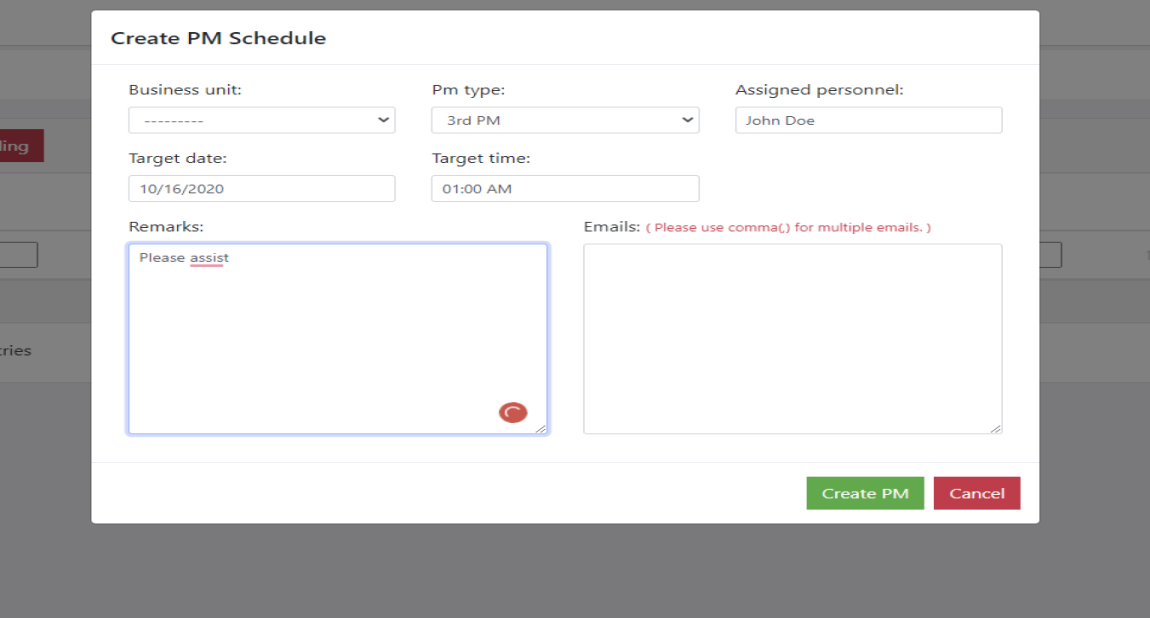 Create PM Schedule
Business unit: Pm type: Assigned personnel:
--------- 3rd PM John Doe
ling
Target date: Target time:
10/16/2020 01:00 AM
Remarks: Emails: ( Please use comma(,) for multiple emails. )
Please assist
tries
Create PM Cancel